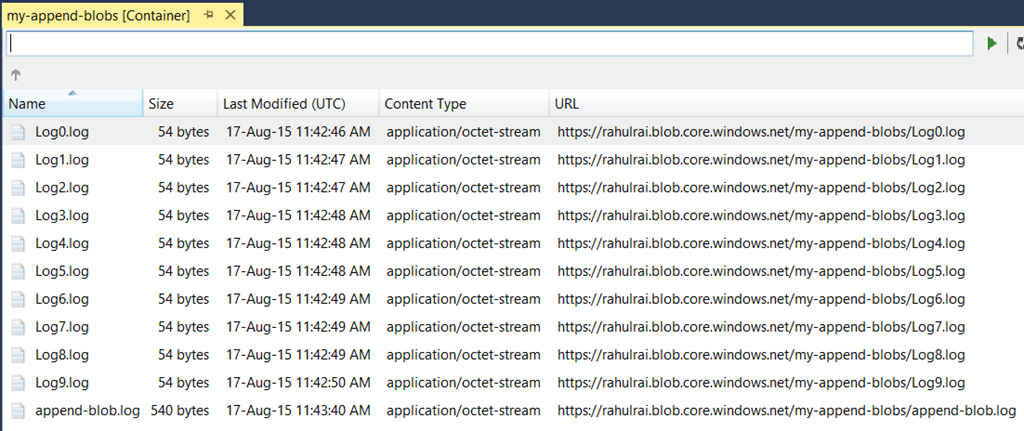 my-append-blobs [Container]
Name Size Last Modified (UTC) Content Type URL
Log0.log 54 bytes 17-Aug-15 11:42:46 AM application/octet-stream https://rahulrai.blob.core.windows.net/my-append-blobs/Log0.log
Log1.log 54 bytes 17-Aug-15 11:42:47 AM application/octet-stream https://rahulrai.blob.core.windows.net/my-append-blobs/Log1.log
Log2.log 54 bytes 17-Aug-15 11:42:47 AM application/octet-stream https://rahulrai.blob.core.windows.net/my-append-blobs/Log2.log
Log3.log 54 bytes 17-Aug-15 11:42:48 AM application/octet-stream https://rahulrai.blob.core.windows.net/my-append-blobs/Log3.log
Log4.log 54 bytes 17-Aug-15 11:42:48 AM application/octet-stream https://rahulrai.blob.core.windows.net/my-append-blobs/Log4.log
Log5.log 54 bytes 17-Aug-15 11:42:48 AM application/octet-stream https://rahulrai.blob.core.windows.net/my-append-blobs/Log5.log
Log6.log 54 bytes 17-Aug-15 11:42:49 AM application/octet-stream https://rahulrai.blob.core.windows.net/my-append-blobs/Log6.log
Log7.log 54 bytes 17-Aug-15 11:42:49 AM application/octet-stream https://rahulrai.blob.core.windows.net/my-append-blobs/Log7.log
Log8.log 54 bytes 17-Aug-15 11:42:49 AM application/octet-stream https://rahulrai.blob.core.windows.net/my-append-blobs/Log8.log
Log9.log 54 bytes 17-Aug-15 11:42:50 AM application/octet-stream https://rahulrai.blob.core.windows.net/my-append-blobs/Log9.log
append-blob.log 540 bytes 17-Aug-15 11:43:40 AM application/octet-stream https://rahulrai.blob.core.windows.net/my-append-blobs/append-blob.log